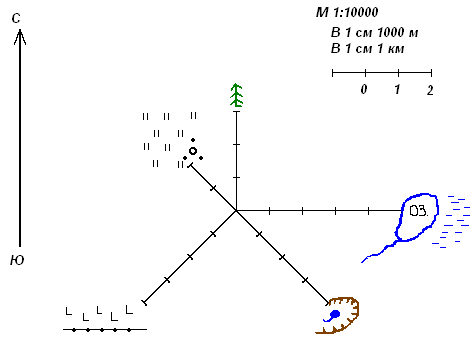 С
М 1:10000
В 1 см 1000 м
В 1 см 1 км
0 1 2
ОЗ.
Ю